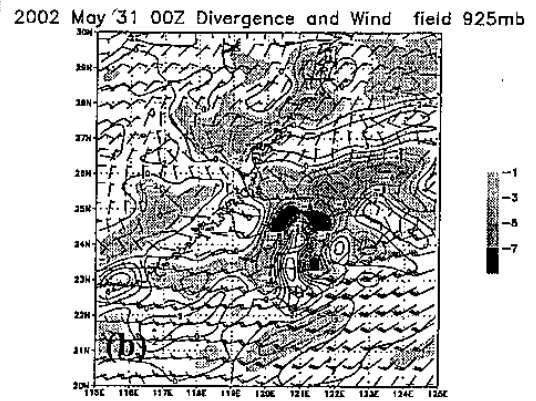 2002 May 31 00Z Divergence and Wind field 925mb
30N
29N
28N
27N
26N
25N
24N
23N
22N
21N
20N
-1
-3
-5
-7
(b)
115E 116E 117E 118E 119E 120E 121E 122E 123E 124E 125E